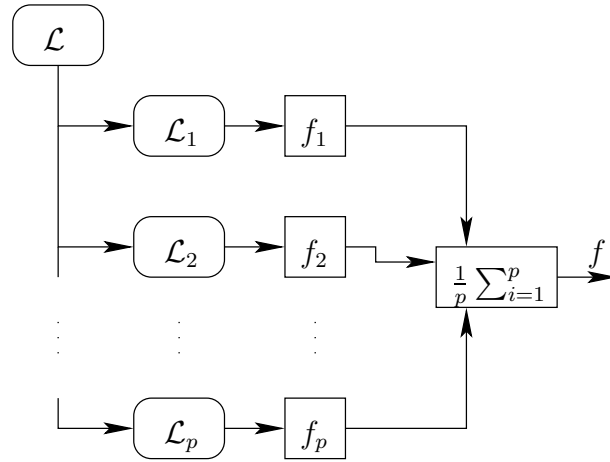 ℒ
ℒ₁ f₁
ℒ₂ f₂ f
1/p ∑ᵢ₌₁ᵖ
. . .
. . .
. . .
ℒₚ fₚ